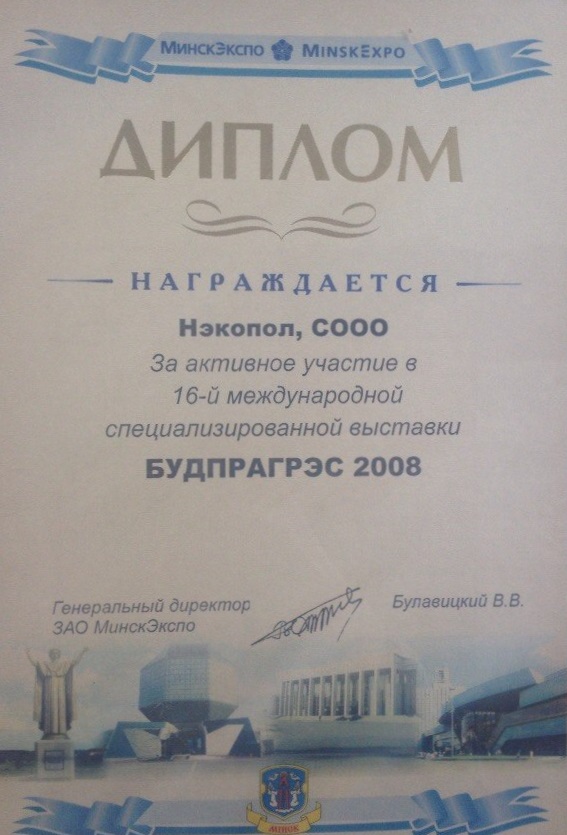 МинскЭкспо MinskExpo
ДИПЛОМ
НАГРАЖДАЕТСЯ
Нэкопол, СООО
За активное участие в
16-й международной
специализированной выставки
БУДПРАГРЭС 2008
Генеральный директор
ЗАО МинскЭкспо
Булавицкий В.В.
МІНСК